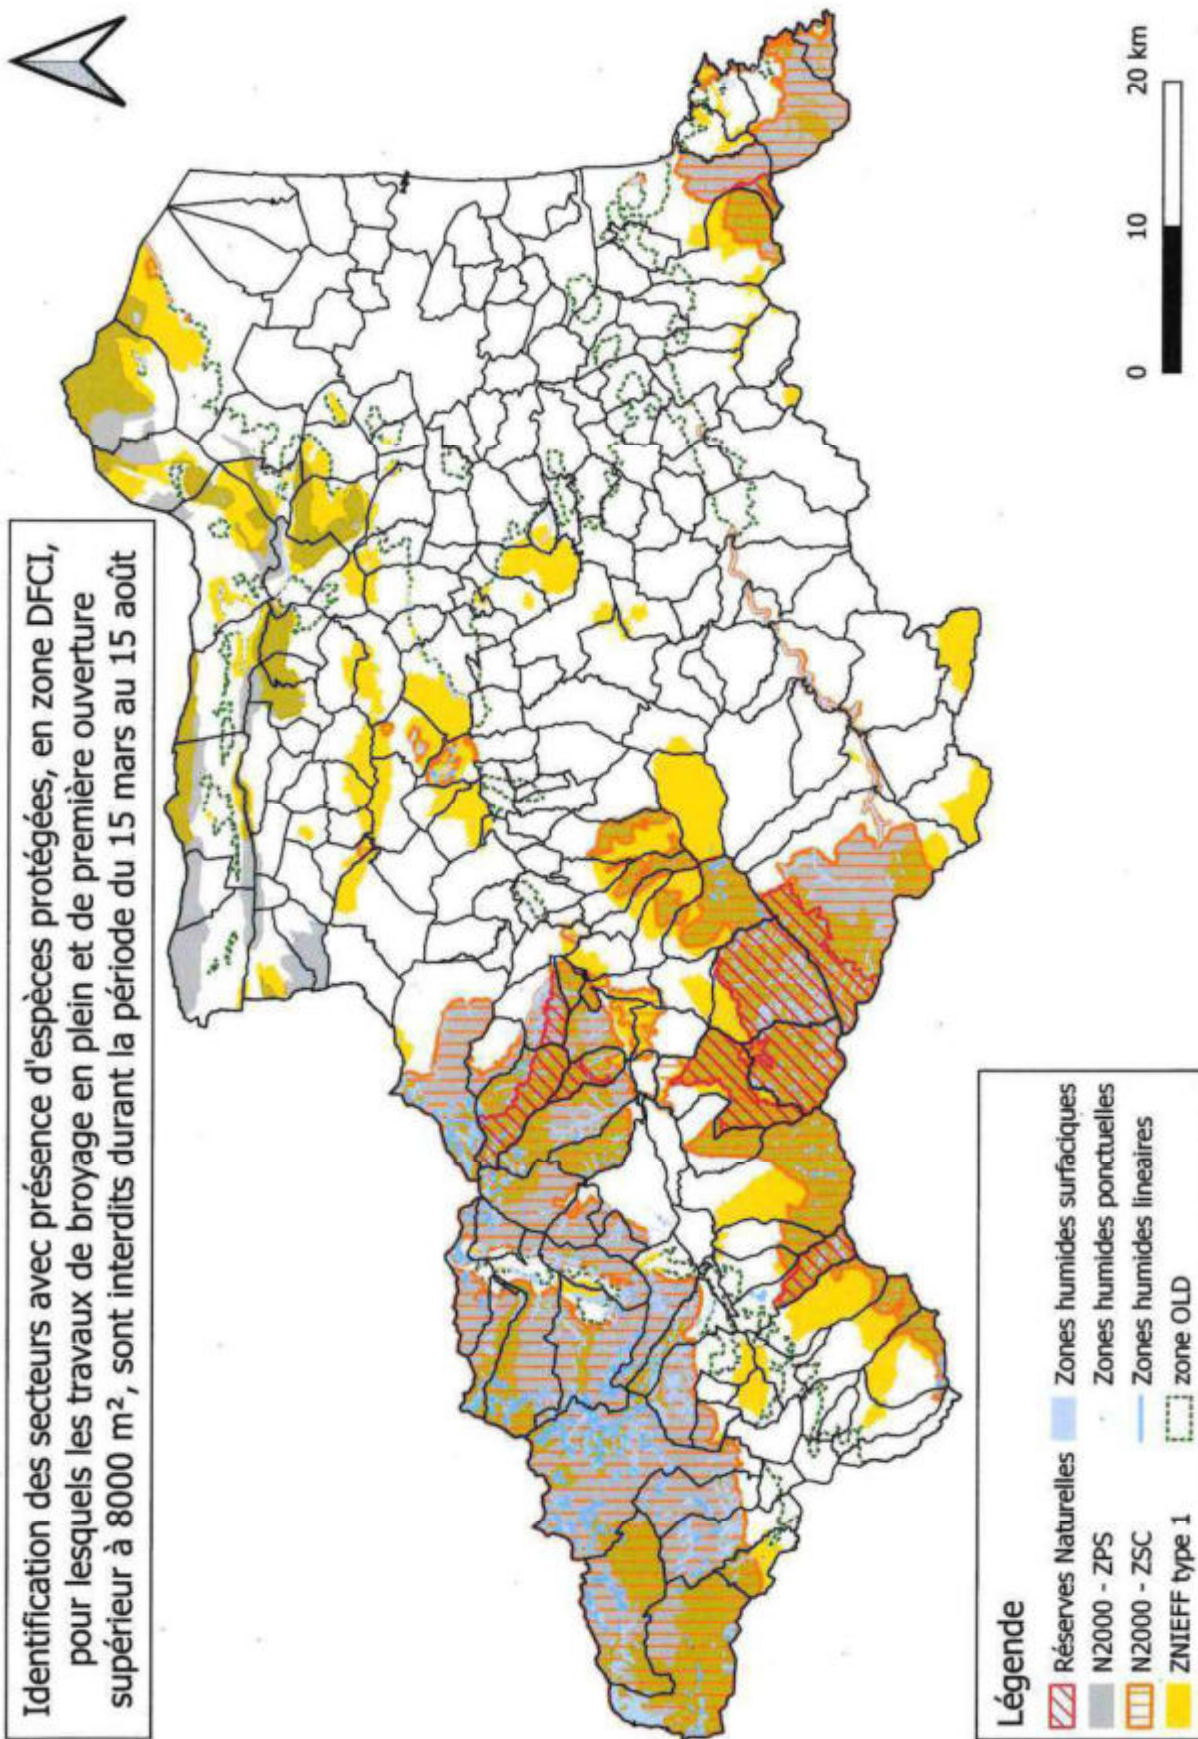 Identification des secteurs avec présence d'espèces protégées, en zone DFCI,
pour lesquels les travaux de broyage en plein et de première ouverture
supérieur à 8000 m², sont interdits durant la période du 15 mars au 15 août
Légende
Réserves Naturelles
N2000 - ZPS
N2000 - ZSC
ZNIEFF type 1
Zones humides surfaciques
Zones humides ponctuelles
Zones humides lineaires
zone OLD
0 10 20 km